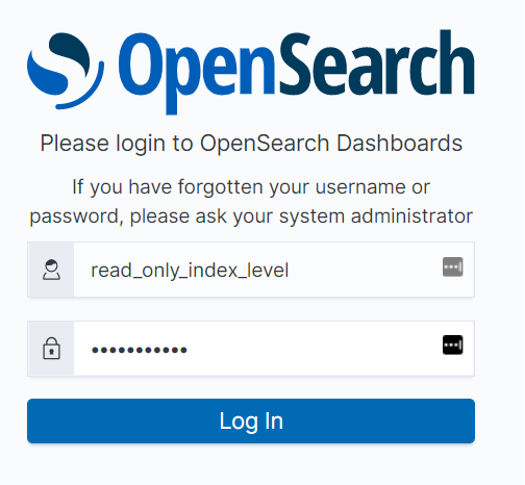 OpenSearch
Please login to OpenSearch Dashboards
If you have forgotten your username or
password, please ask your system administrator
read_only_index_level
•••••••••••
Log In